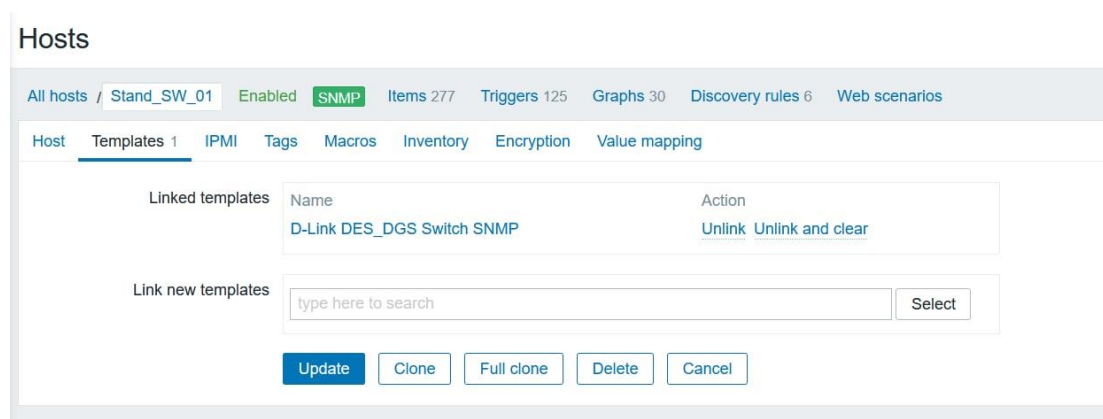 Hosts
All hosts / Stand_SW_01 Enabled SNMP Items 277 Triggers 125 Graphs 30 Discovery rules 6 Web scenarios
Host Templates 1 IPMI Tags Macros Inventory Encryption Value mapping
Linked templates Name Action
D-Link DES_DGS Switch SNMP Unlink Unlink and clear
Link new templates type here to search Select
Update Clone Full clone Delete Cancel